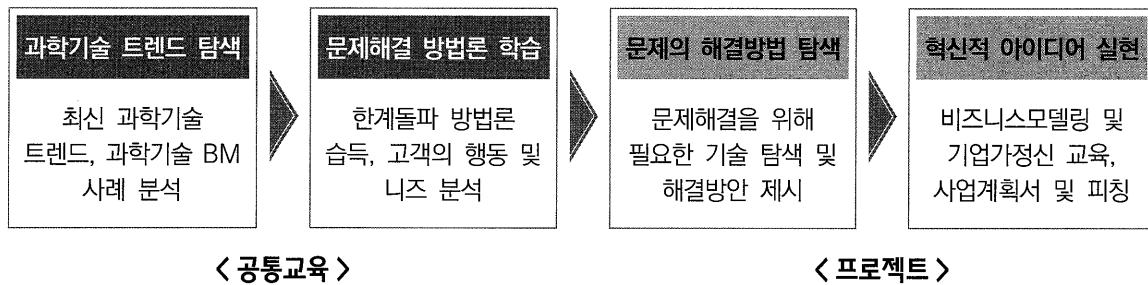 과학기술 트렌드 탐색
최신 과학기술
트렌드, 과학기술 BM
사례 분석
문제해결 방법론 학습
한계돌파 방법론
습득, 고객의 행동 및
니즈 분석
문제의 해결방법 탐색
문제해결을 위해
필요한 기술 탐색 및
해결방안 제시
혁신적 아이디어 실현
비즈니스모델링 및
기업가정신 교육,
사업계획서 및 피칭
< 공통교육 >
< 프로젝트 >